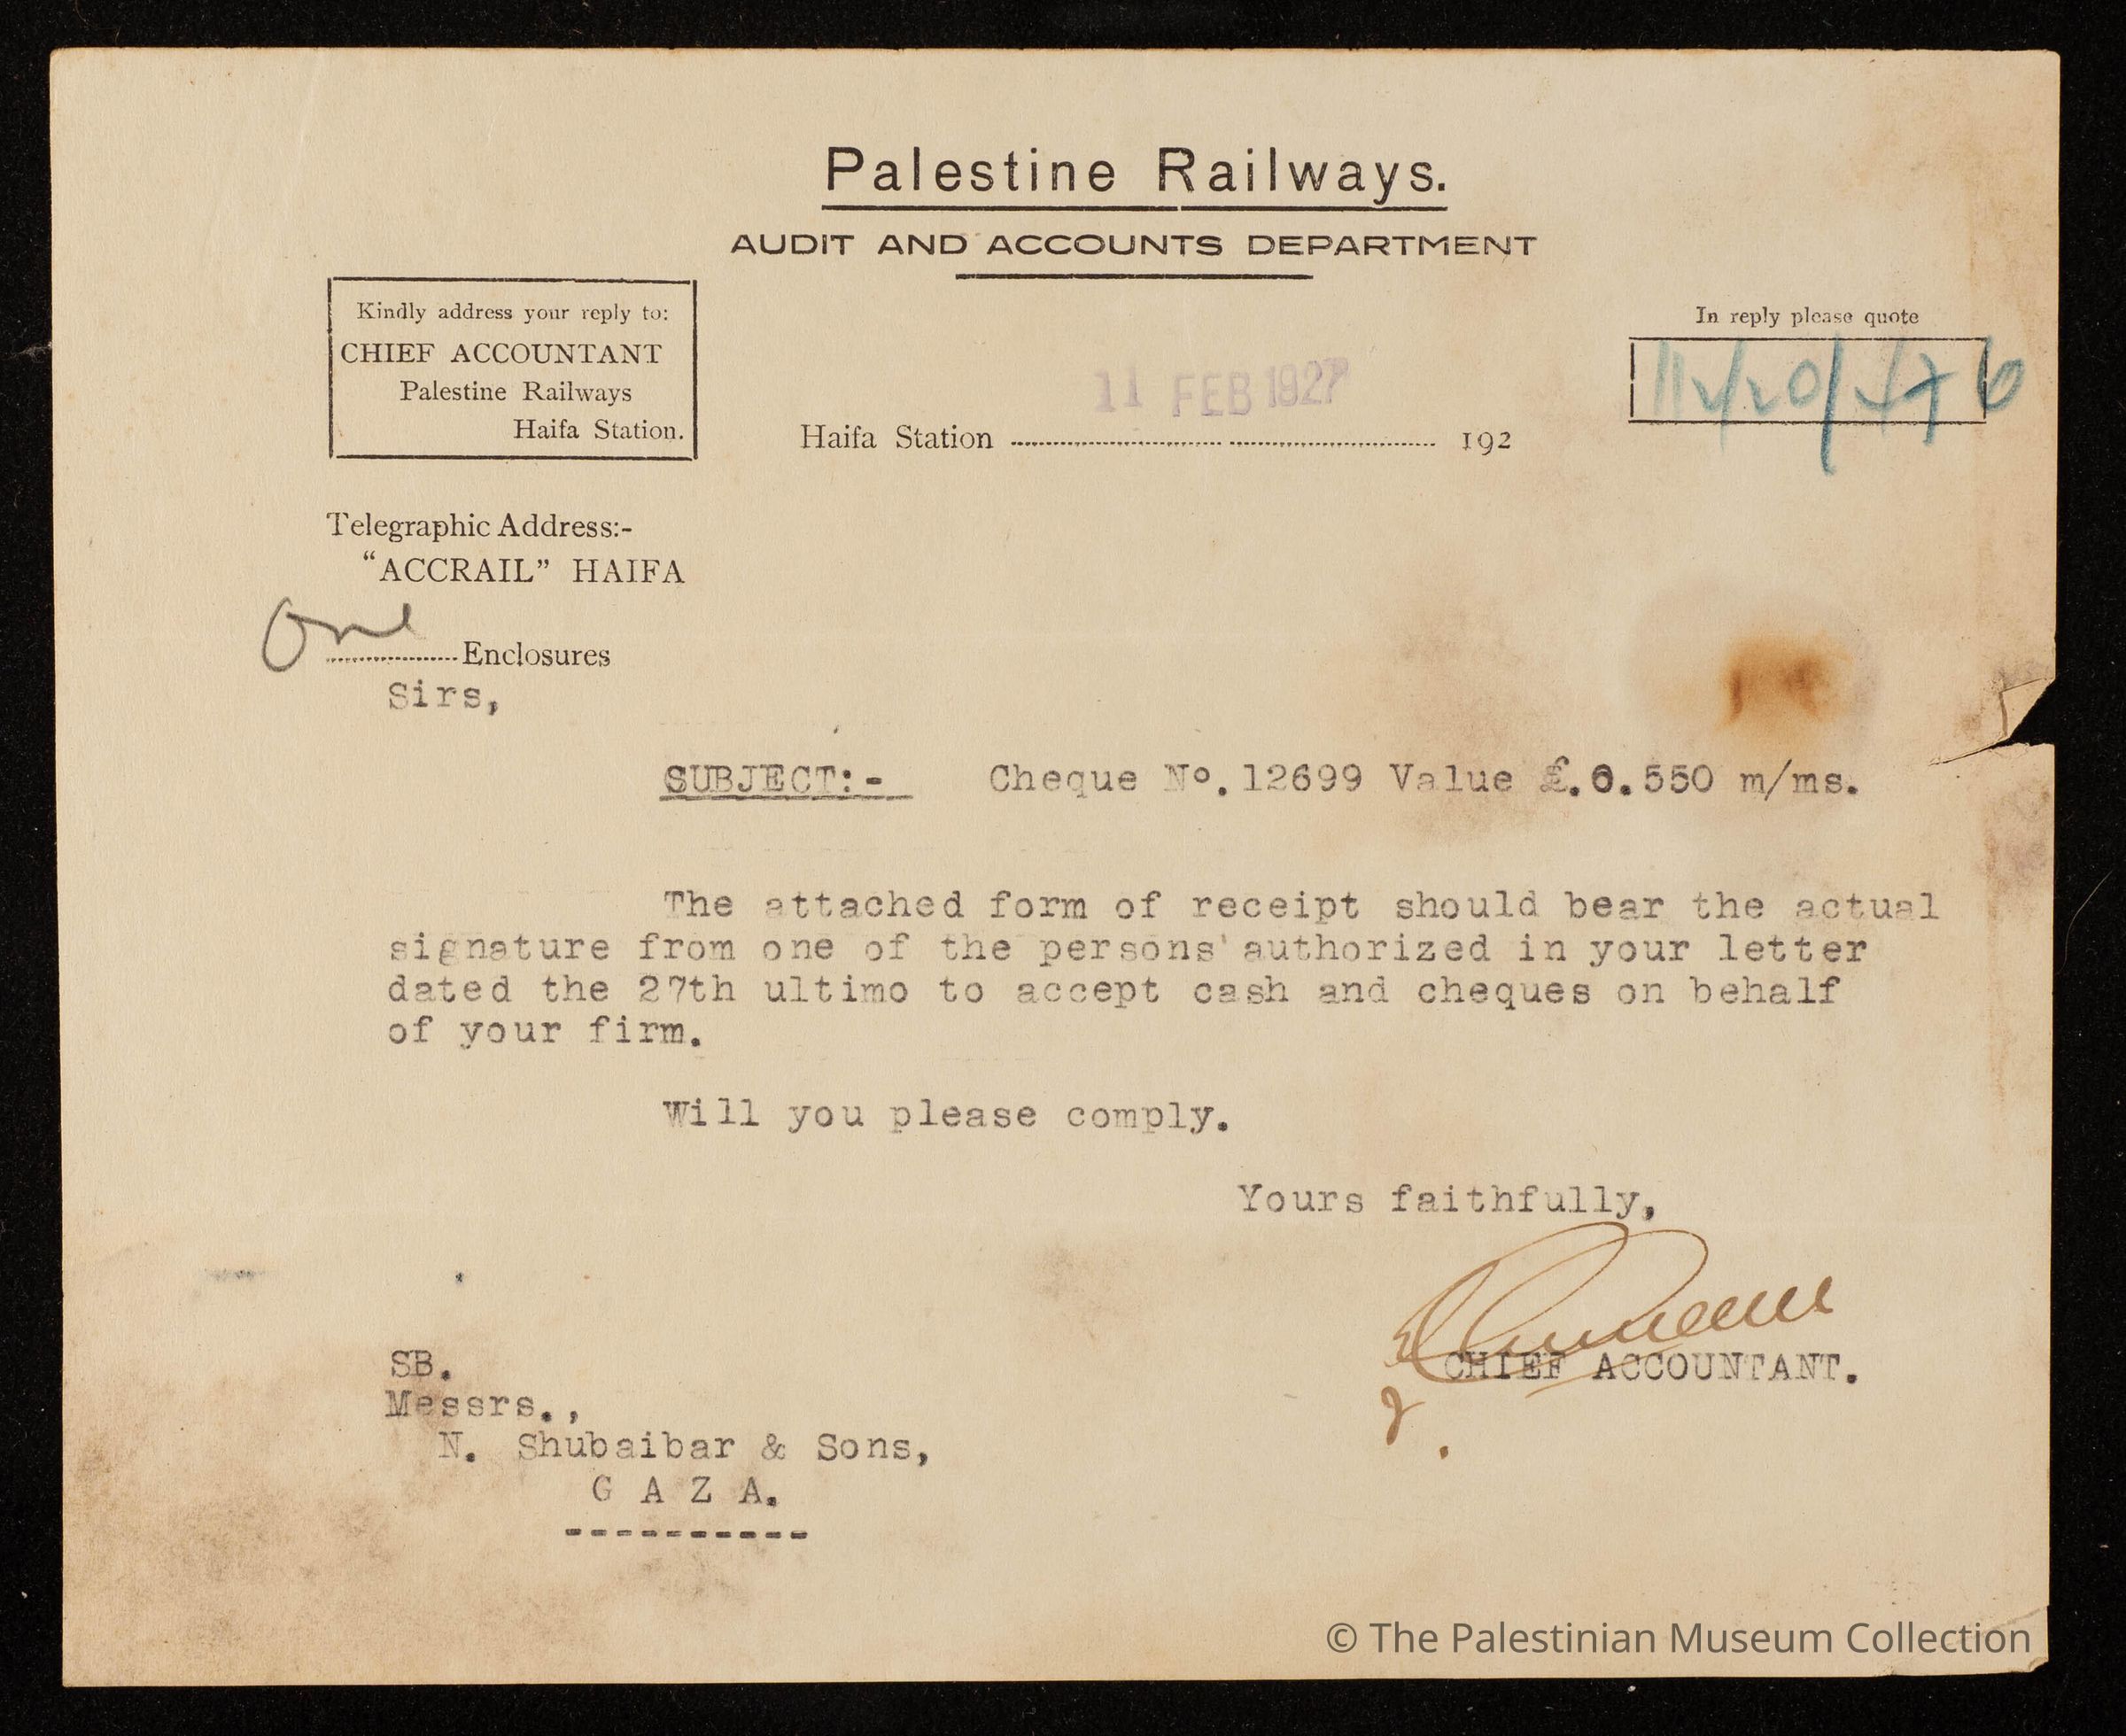 Palestine Railways.
AUDIT AND ACCOUNTS DEPARTMENT
Kindly address your reply to:
CHIEF ACCOUNTANT
Palestine Railways
Haifa Station.
In reply please quote
11 FEB 1927
Haifa Station 192
Telegraphic Address:-
"ACCRAIL" HAIFA
One Enclosures
Sirs,
SUBJECT:- Cheque Nº.12699 Value £.0.550 m/ms.
The attached form of receipt should bear the actual
signature from one of the persons' authorized in your letter
dated the 27th ultimo to accept cash and cheques on behalf
of your firm.
Will you please comply.
Yours faithfully,
CHIEF ACCOUNTANT.
SB.
Messrs.,
N. Shubaibar & Sons,
G A Z A.
----------
© The Palestinian Museum Collection